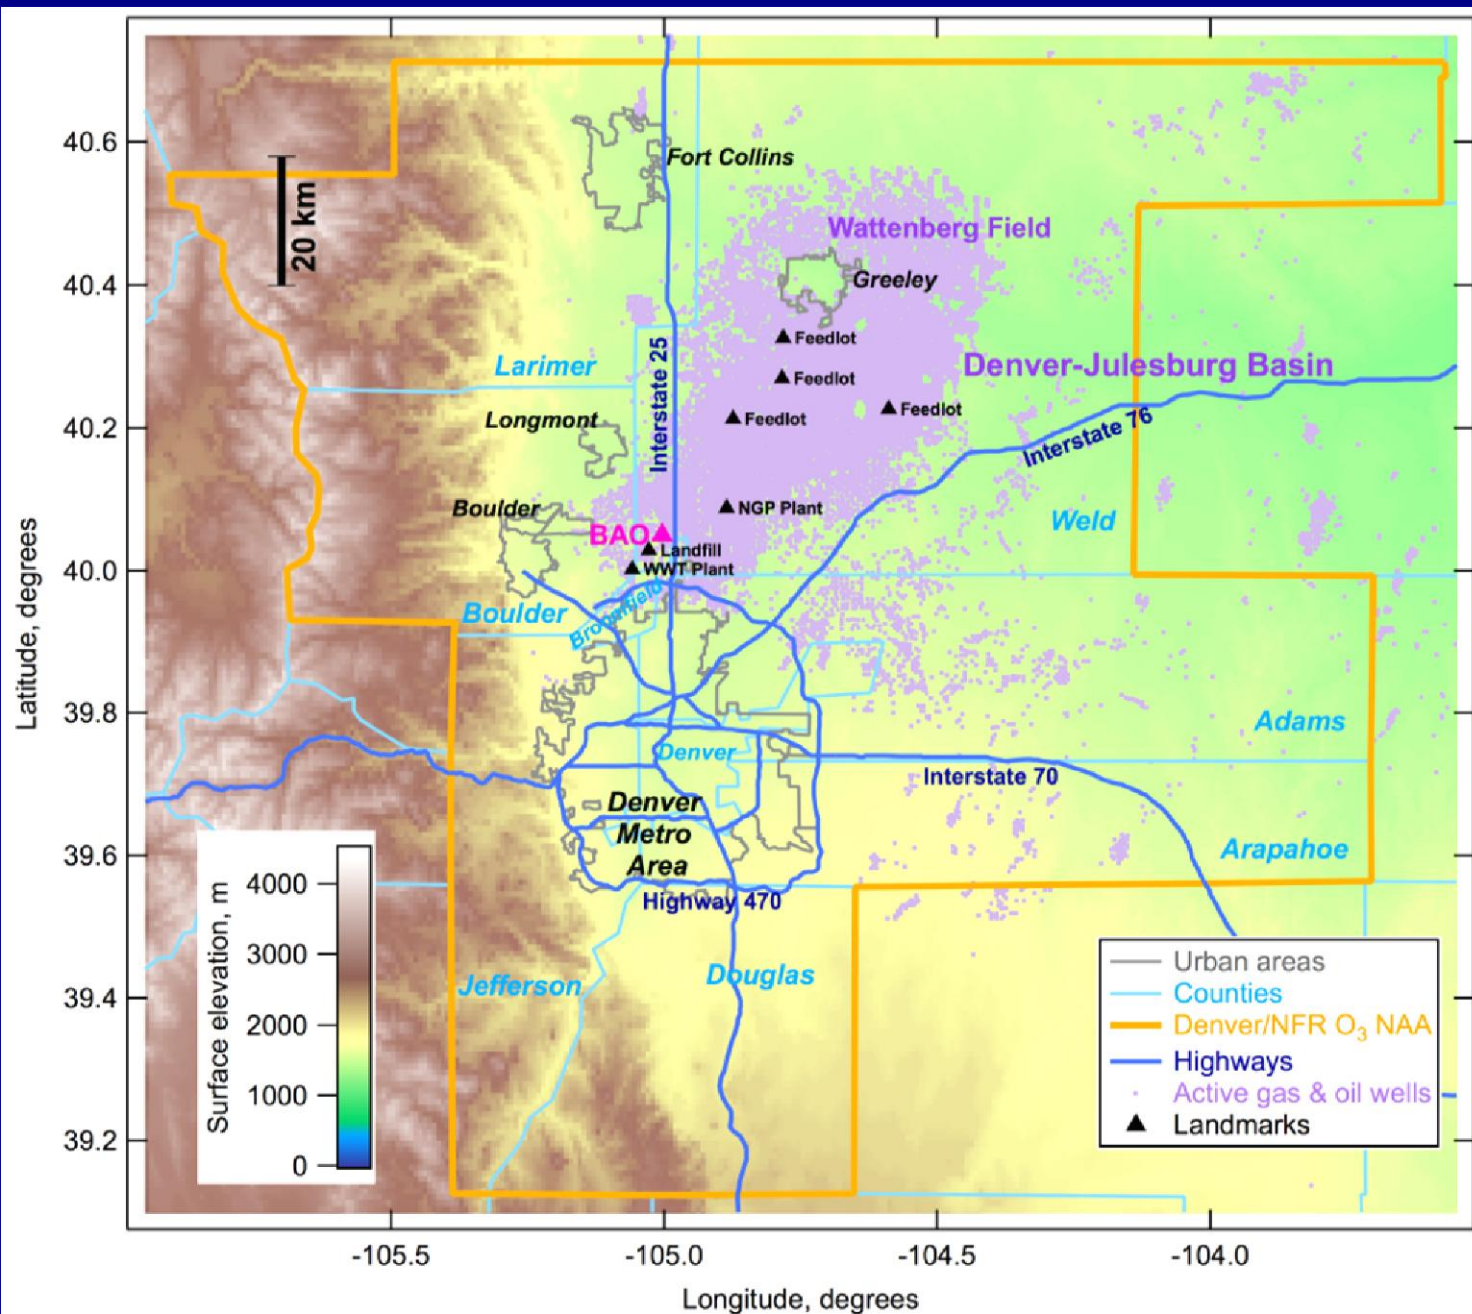 40.6
40.4
40.2
40.0
39.8
39.6
39.4
39.2
Latitude, degrees
-105.5
-105.0
-104.5
-104.0
Longitude, degrees
20 km
Fort Collins
Wattenberg Field
Greeley
Feedlot
Interstate 25
Larimer
Denver-Julesburg Basin
Feedlot
Feedlot
Feedlot
Longmont
Interstate 76
Boulder
NGP Plant
Weld
BAO
Landfill
WWT Plant
Boulder
Broomfield
Adams
Denver
Interstate 70
Denver
Metro
Area
Arapahoe
Highway 470
Jefferson
Douglas
Surface elevation, m
4000
3000
2000
1000
0
Urban areas
Counties
Denver/NFR O₃ NAA
Highways
Active gas & oil wells
Landmarks